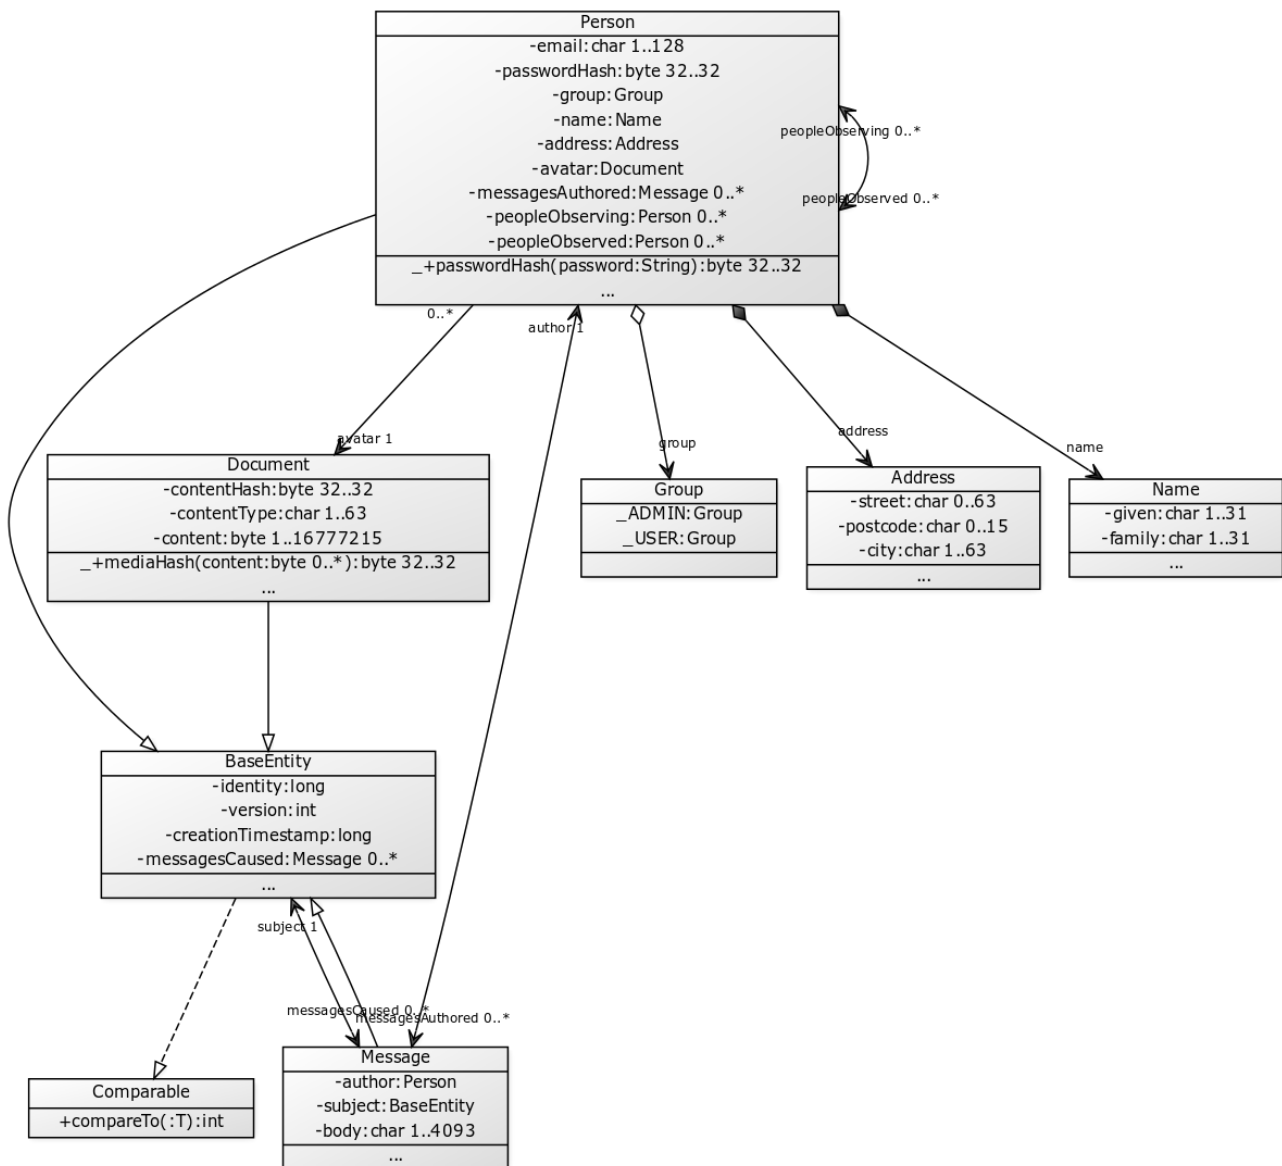 Person
-email:char 1..128
-passwordHash:byte 32..32
-group:Group
-name:Name
-address:Address
-avatar:Document
-messagesAuthored:Message 0..*
-peopleObserving:Person 0..*
-peopleObserved:Person 0..*
_+passwordHash(password:String):byte 32..32
...
peopleObserving 0..*
peopleObserved 0..*
0..*
author 1
avatar 1
group
address
name
Document
-contentHash:byte 32..32
-contentType:char 1..63
-content:byte 1..16777215
_+mediaHash(content:byte 0..*):byte 32..32
...
Group
_ADMIN:Group
_USER:Group
Address
-street:char 0..63
-postcode:char 0..15
-city:char 1..63
...
Name
-given:char 1..31
-family:char 1..31
...
BaseEntity
-identity:long
-version:int
-creationTimestamp:long
-messagesCaused:Message 0..*
...
subject 1
messagesCaused 0..*
messagesAuthored 0..*
Comparable
+compareTo(:T):int
Message
-author:Person
-subject:BaseEntity
-body:char 1..4093
...